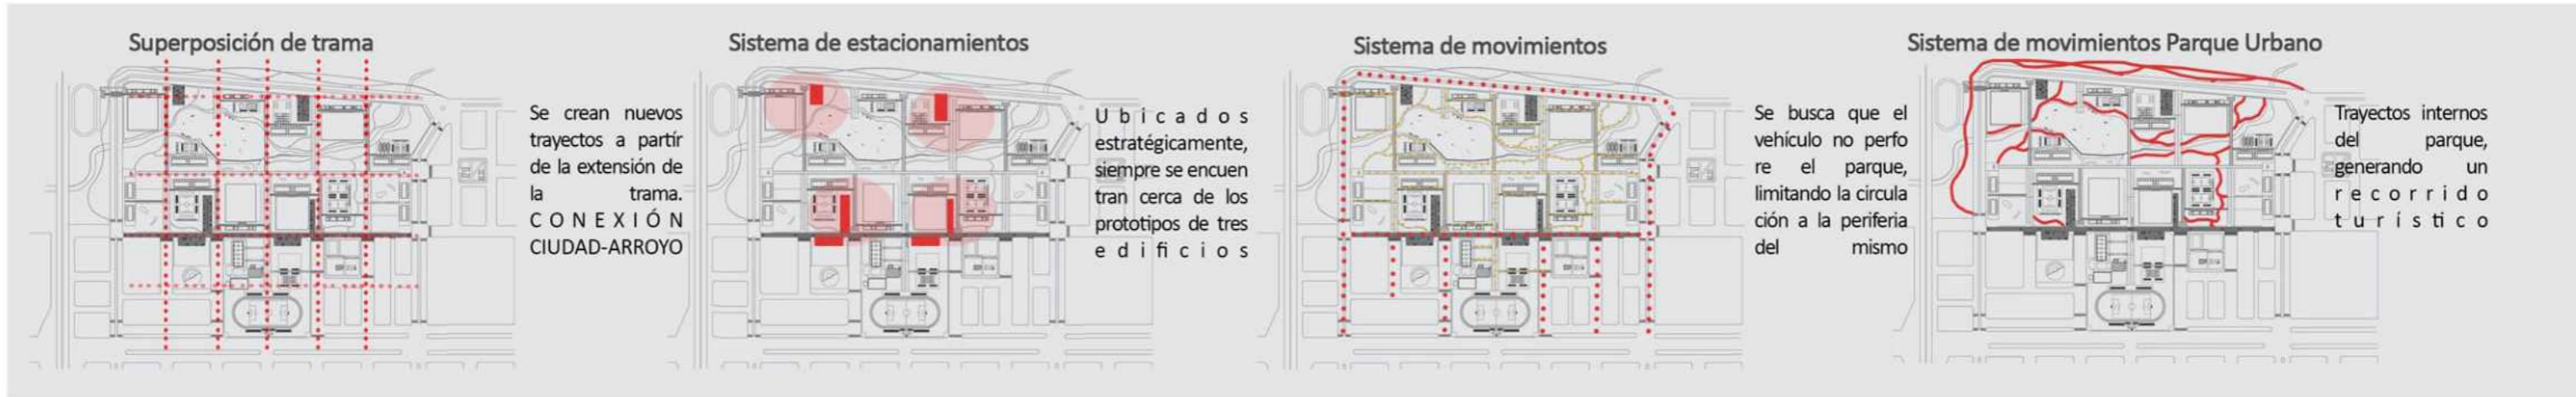 Superposición de trama
Se crean nuevos
trayectos a partír
de la extensión de
la trama.
CONEXIÓN
CIUDAD-ARROYO
Sistema de estacionamientos
Ubicados
estratégicamente,
siempre se encuen
tran cerca de los
prototipos de tres
edificios
Sistema de movimientos
Se busca que el
vehículo no perfo
re el parque,
limitando la circula
ción a la periferia
del mismo
Sistema de movimientos Parque Urbano
Trayectos internos
del parque,
generando un
recorrido
turístico